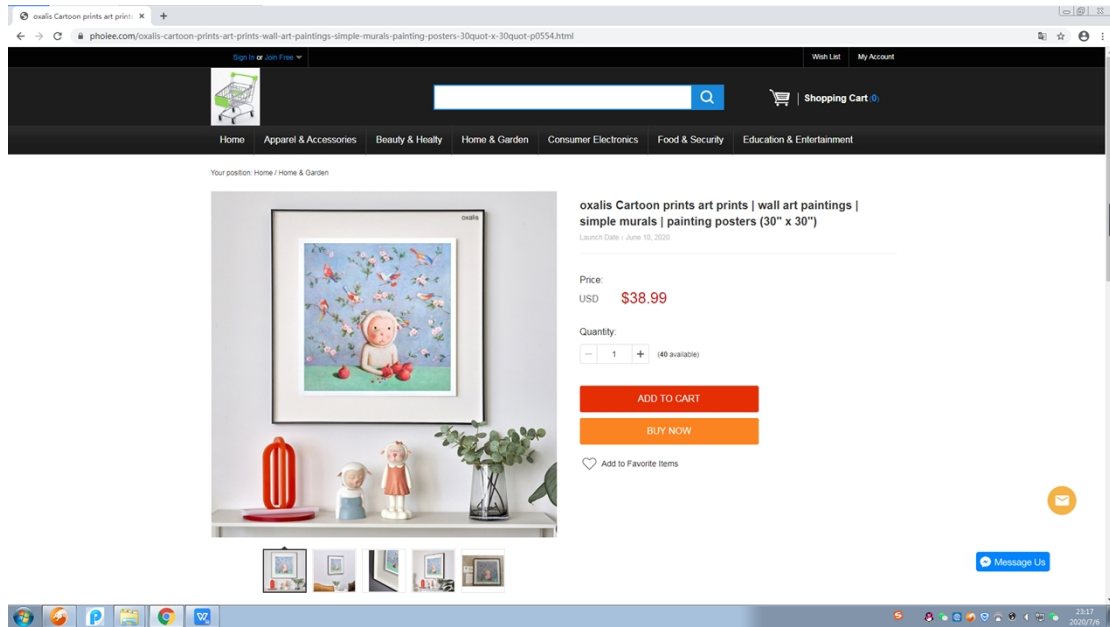 oxalis Cartoon prints art prints
phoiee.com/oxalis-cartoon-prints-art-prints-wall-art-paintings-simple-murals-painting-posters-30quot-x-30quot-p0554.html
Sign In or Join Free
Wish List
My Account
Shopping Cart (0)
Home
Apparel & Accessories
Beauty & Healty
Home & Garden
Consumer Electronics
Food & Security
Education & Entertainment
Your position: Home / Home & Garden
oxalis
oxalis Cartoon prints art prints | wall art paintings |
simple murals | painting posters (30" x 30")
Launch Date : June 10, 2020
Price:
USD $38.99
Quantity:
1
(40 available)
ADD TO CART
BUY NOW
Add to Favorite Items
Message Us
23:17
2020/7/6